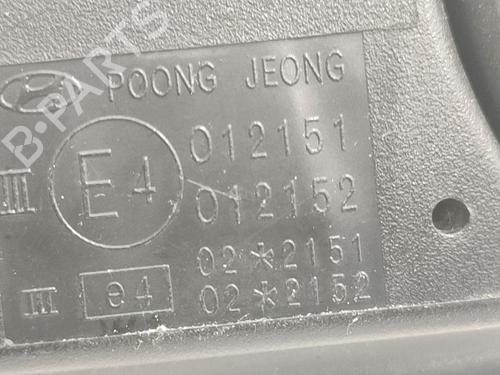 POONG JEONG
III E4 012151
012152
02*2151
III e4 02*2152
B-PARTS